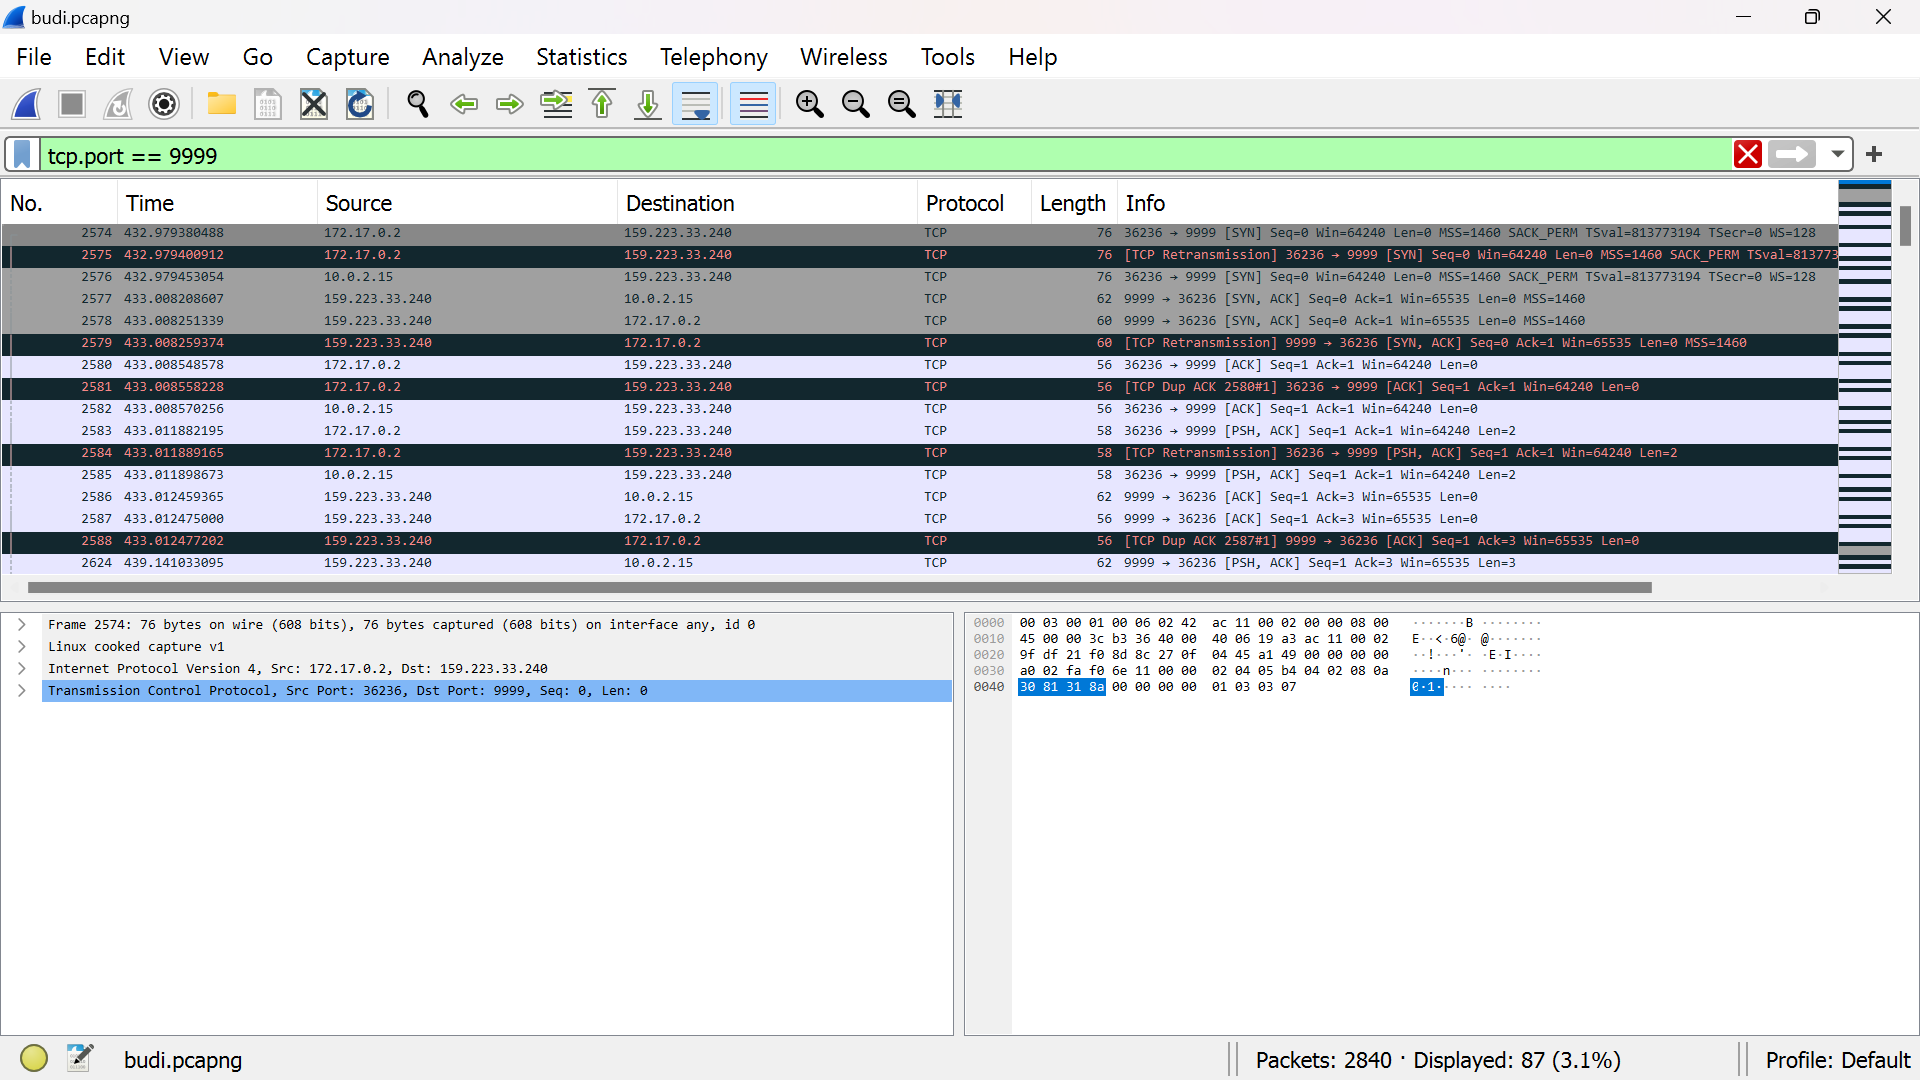 budi.pcapng
File Edit View Go Capture Analyze Statistics Telephony Wireless Tools Help
tcp.port == 9999
No. Time Source Destination Protocol Length Info
2574 432.979380488 172.17.0.2 159.223.33.240 TCP 76 36236 → 9999 [SYN] Seq=0 Win=64240 Len=0 MSS=1460 SACK_PERM TSval=813773194 TSecr=0 WS=128
2575 432.979400912 172.17.0.2 159.223.33.240 TCP 76 [TCP Retransmission] 36236 → 9999 [SYN] Seq=0 Win=64240 Len=0 MSS=1460 SACK_PERM TSval=813773
2576 432.979453054 10.0.2.15 159.223.33.240 TCP 76 36236 → 9999 [SYN] Seq=0 Win=64240 Len=0 MSS=1460 SACK_PERM TSval=813773194 TSecr=0 WS=128
2577 433.008208607 159.223.33.240 10.0.2.15 TCP 62 9999 → 36236 [SYN, ACK] Seq=0 Ack=1 Win=65535 Len=0 MSS=1460
2578 433.008251339 159.223.33.240 172.17.0.2 TCP 60 9999 → 36236 [SYN, ACK] Seq=0 Ack=1 Win=65535 Len=0 MSS=1460
2579 433.008259374 159.223.33.240 172.17.0.2 TCP 60 [TCP Retransmission] 9999 → 36236 [SYN, ACK] Seq=0 Ack=1 Win=65535 Len=0 MSS=1460
2580 433.008548578 172.17.0.2 159.223.33.240 TCP 56 36236 → 9999 [ACK] Seq=1 Ack=1 Win=64240 Len=0
2581 433.008558228 172.17.0.2 159.223.33.240 TCP 56 [TCP Dup ACK 2580#1] 36236 → 9999 [ACK] Seq=1 Ack=1 Win=64240 Len=0
2582 433.008570256 10.0.2.15 159.223.33.240 TCP 56 36236 → 9999 [ACK] Seq=1 Ack=1 Win=64240 Len=0
2583 433.011882195 172.17.0.2 159.223.33.240 TCP 58 36236 → 9999 [PSH, ACK] Seq=1 Ack=1 Win=64240 Len=2
2584 433.011889165 172.17.0.2 159.223.33.240 TCP 58 [TCP Retransmission] 36236 → 9999 [PSH, ACK] Seq=1 Ack=1 Win=64240 Len=2
2585 433.011898673 10.0.2.15 159.223.33.240 TCP 58 36236 → 9999 [PSH, ACK] Seq=1 Ack=1 Win=64240 Len=2
2586 433.012459365 159.223.33.240 10.0.2.15 TCP 62 9999 → 36236 [ACK] Seq=1 Ack=3 Win=65535 Len=0
2587 433.012475000 159.223.33.240 172.17.0.2 TCP 56 9999 → 36236 [ACK] Seq=1 Ack=3 Win=65535 Len=0
2588 433.012477202 159.223.33.240 172.17.0.2 TCP 56 [TCP Dup ACK 2587#1] 9999 → 36236 [ACK] Seq=1 Ack=3 Win=65535 Len=0
2624 439.141033095 159.223.33.240 10.0.2.15 TCP 62 9999 → 36236 [PSH, ACK] Seq=1 Ack=3 Win=65535 Len=3
Frame 2574: 76 bytes on wire (608 bits), 76 bytes captured (608 bits) on interface any, id 0
Linux cooked capture v1
Internet Protocol Version 4, Src: 172.17.0.2, Dst: 159.223.33.240
Transmission Control Protocol, Src Port: 36236, Dst Port: 9999, Seq: 0, Len: 0
0000 00 03 00 01 00 06 02 42 ac 11 00 02 00 00 08 00 ·······B ········
0010 45 00 00 3c b3 36 40 00 40 06 19 a3 ac 11 00 02 E··<·6@· @·······
0020 9f df 21 f0 8d 8c 27 0f 04 45 a1 49 00 00 00 00 ··!···'· ·E·I····
0030 a0 02 fa f0 6e 11 00 00 02 04 05 b4 04 02 08 0a ····n··· ········
0040 30 81 31 8a 00 00 00 00 01 03 03 07 0·1····· ····
budi.pcapng
Packets: 2840 · Displayed: 87 (3.1%)
Profile: Default